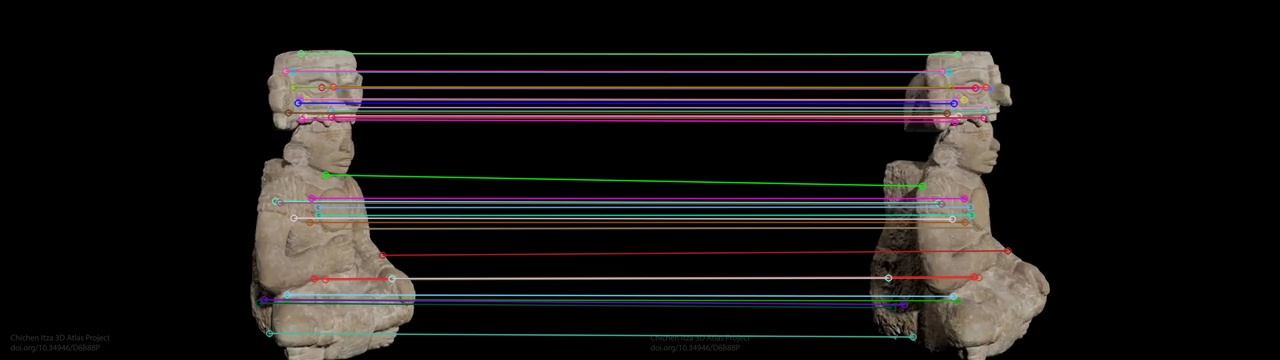 Chichen Itza 3D Atlas Project
doi.org/10.34946/D6B88P
Chichen Itza 3D Atlas Project
doi.org/10.34946/D6B88P